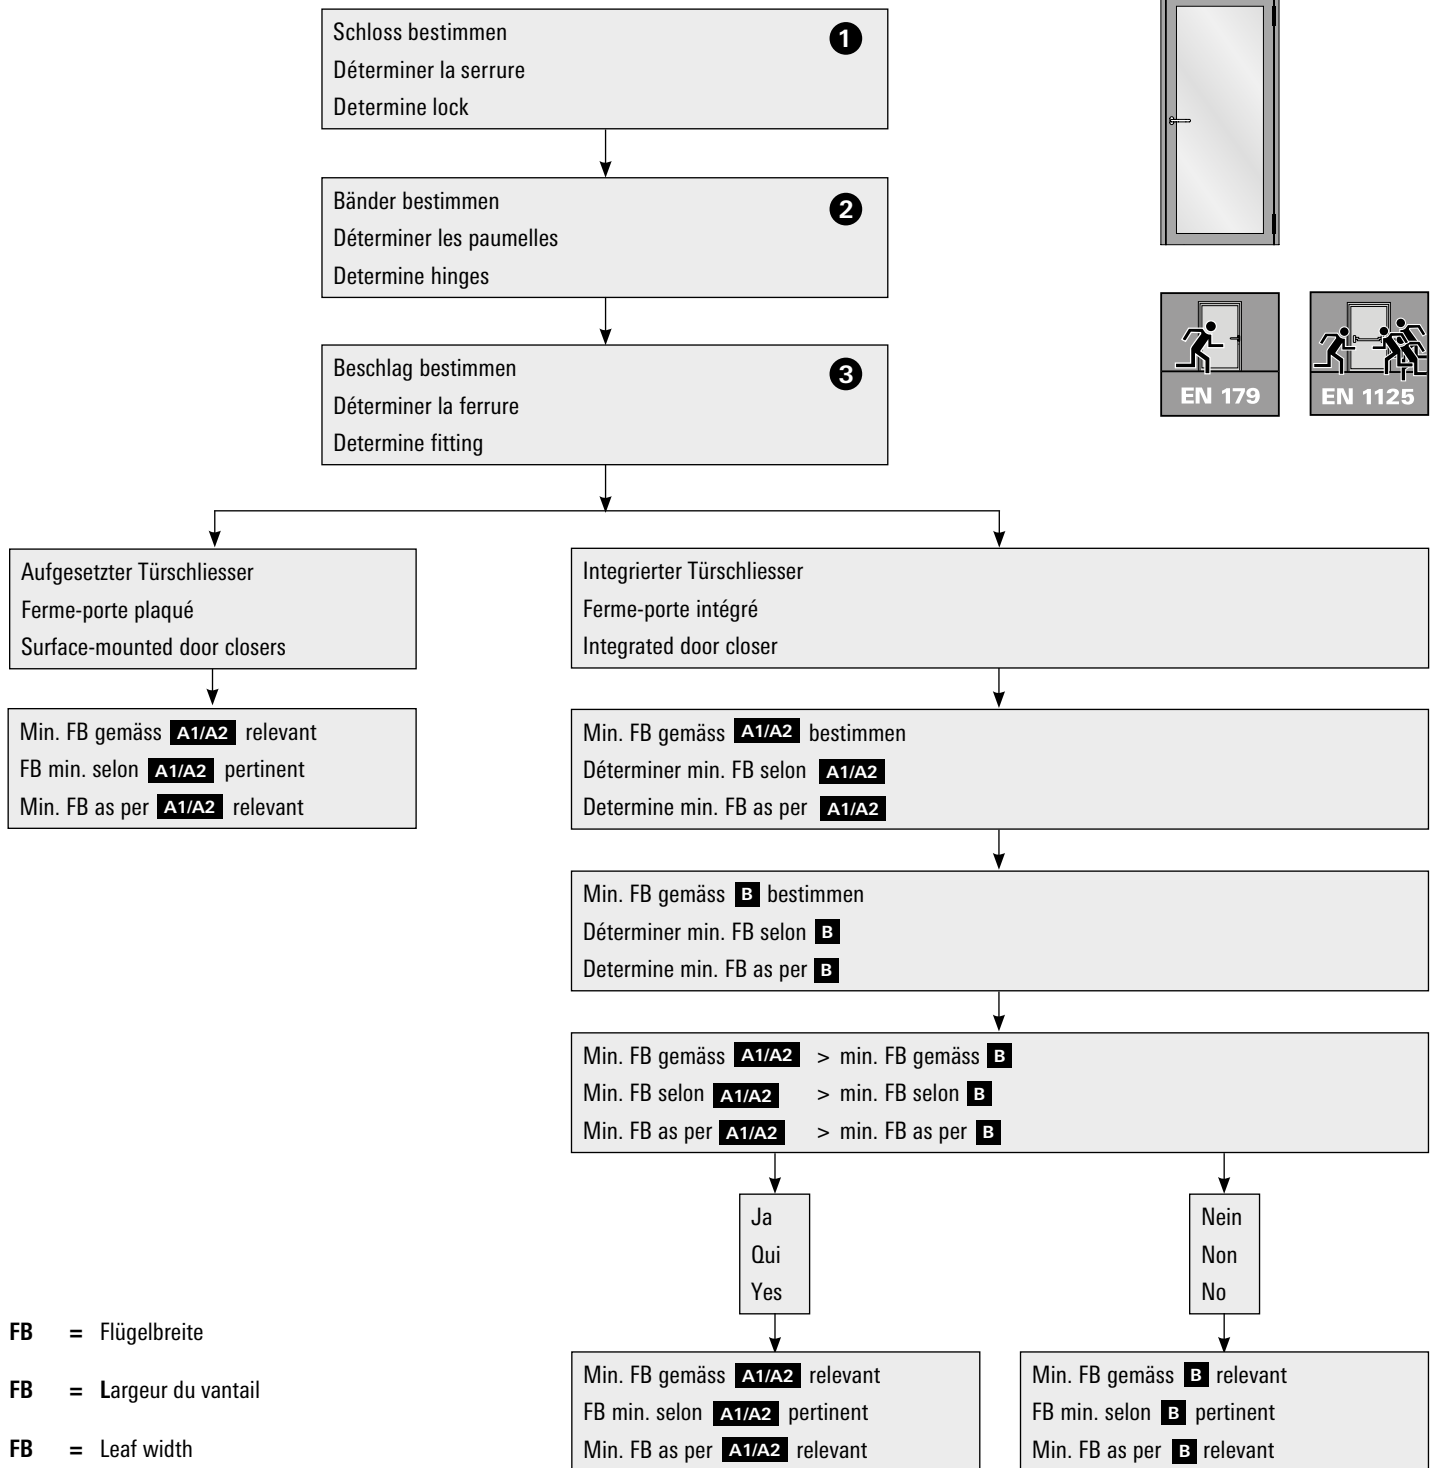 Schloss bestimmen
Déterminer la serrure
Determine lock
1
Bänder bestimmen
Déterminer les paumelles
Determine hinges
2
Beschlag bestimmen
Déterminer la ferrure
Determine fitting
3
EN 179
EN 1125
Aufgesetzter Türschliesser
Ferme-porte plaqué
Surface-mounted door closers
Min. FB gemäss A1/A2 relevant
FB min. selon A1/A2 pertinent
Min. FB as per A1/A2 relevant
Integrierter Türschliesser
Ferme-porte intégré
Integrated door closer
Min. FB gemäss A1/A2 bestimmen
Déterminer min. FB selon A1/A2
Determine min. FB as per A1/A2
Min. FB gemäss B bestimmen
Déterminer min. FB selon B
Determine min. FB as per B
Min. FB gemäss A1/A2 > min. FB gemäss B
Min. FB selon A1/A2 > min. FB selon B
Min. FB as per A1/A2 > min. FB as per B
Ja
Qui
Yes
Nein
Non
No
Min. FB gemäss A1/A2 relevant
FB min. selon A1/A2 pertinent
Min. FB as per A1/A2 relevant
Min. FB gemäss B relevant
FB min. selon B pertinent
Min. FB as per B relevant
FB = Flügelbreite
FB = Largeur du vantail
FB = Leaf width